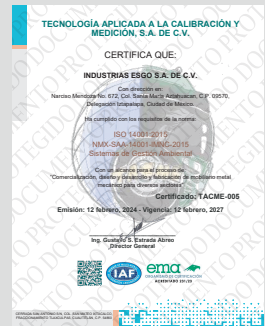 TECNOLOGÍA APLICADA A LA CALIBRACIÓN Y
MEDICIÓN, S.A. DE C.V.
CERTIFICA QUE:
INDUSTRIAS ESGO S.A. DE C.V.
Con dirección en:
Narciso Mendoza No. 672, Col. Santa María Aztahuacan, C.P. 09570,
Delegación Iztapalapa, Ciudad de México
Ha cumplido con los requisitos de la norma:
ISO 14001:2015
NMX-SAA-14001-IMNC-2015
Sistemas de Gestión Ambiental
Con un alcance para el proceso de:
"Comercialización, diseño y desarrollo y fabricación de mobiliario metal
mecánico para diversos sectores"
Certificado: TACME-005
Emisión: 12 febrero, 2024 - Vigencia: 12 febrero, 2027
Ing. Gustavo S. Estrada Abreo
Director General
IAF
ema
ORGANISMO DE CERTIFICACIÓN